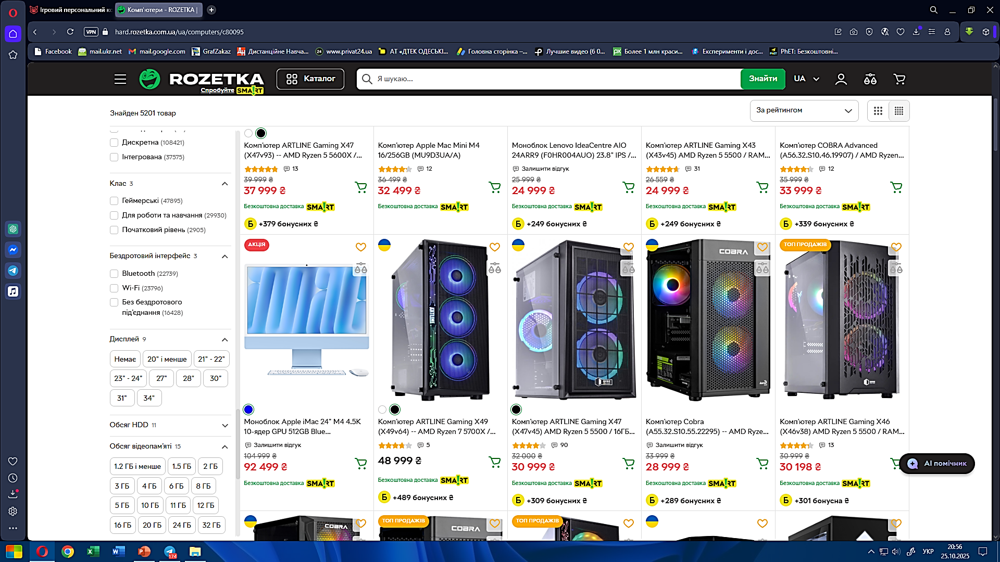 Ігровий персональний ко
Комп'ютери – ROZETKA |
VPN
hard.rozetka.com.ua/ua/computers/c80095
Facebook
mail.ukr.net
mail.google.com
GrafZakaz
Дистанційне Навча...
www.privat24.ua
АТ «ДТЕК ОДЕСЬКІ...
Головна сторінка –...
Лучшие видео (6 0...
Более 1 млн краси...
Експерименти і дос...
PhET: Безкоштовні...
ROZETKA
Спробуйте SMART
Каталог
Я шукаю...
Знайти
UA
Знайден 5201 товар
За рейтингом
Дискретна (108421)
Інтегрована (37575)
Клас 3
Геймерські (47895)
Для роботи та навчання (29930)
Початковий рівень (2905)
Бездротовий інтерфейс 3
Bluetooth (22739)
Wi-Fi (23796)
Без бездротового
під'єднання (16428)
Дисплей 9
Немає
20" і менше
21" - 22"
23" - 24"
27"
28"
30"
31"
34"
Обсяг HDD 11
Обсяг відеопам'яті 15
1.2 ГБ і менше
1.5 ГБ
2 ГБ
3 ГБ
4 ГБ
6 ГБ
8 ГБ
5 ГБ
10 ГБ
11 ГБ
12 ГБ
16 ГБ
20 ГБ
24 ГБ
32 ГБ
Комп'ютер ARTLINE Gaming X47
(X47v93) -- AMD Ryzen 5 5600X /...
13
39 999 ₴
37 999 ₴
Безкоштовна доставка SMART
Б +379 бонусних ₴
Комп'ютер Apple Mac Mini M4
16/256GB (MU9D3UA/A)
12
36 499 ₴
32 499 ₴
Безкоштовна доставка SMART
Моноблок Lenovo IdeaCentre AIO
24ARR9 (F0HR004AUO) 23.8" IPS /...
Залишити відгук
25 999 ₴
24 999 ₴
Безкоштовна доставка SMART
Б +249 бонусних ₴
Комп'ютер ARTLINE Gaming X43
(X43v45) AMD Ryzen 5 5500 / RAM...
31
26 559 ₴
24 999 ₴
Безкоштовна доставка SMART
Б +249 бонусних ₴
Комп'ютер COBRA Advanced
(A56.32.S10.46.19907) / AMD Ryzen...
12
35 999 ₴
33 999 ₴
Безкоштовна доставка SMART
Б +339 бонусних ₴
АКЦІЯ
Моноблок Apple iMac 24" M4 4.5K
10-ядер GPU 512GB Blue...
Залишити відгук
104 999 ₴
92 499 ₴
Безкоштовна доставка SMART
ARTLINE
Комп'ютер ARTLINE Gaming X49
(X49v64) -- AMD Ryzen 7 5700X /...
5
48 999 ₴
Безкоштовна доставка SMART
Б +489 бонусних ₴
QUBE
Комп'ютер ARTLINE Gaming X47
(X47v45) AMD Ryzen 5 5500 / 16ГБ...
90
32 000 ₴
30 999 ₴
Безкоштовна доставка SMART
Б +309 бонусних ₴
COBRA
Комп'ютер Cobra
(A55.32.S10.55.22295) -- AMD Ryze...
Залишити відгук
33 999 ₴
28 999 ₴
Безкоштовна доставка SMART
Б +289 бонусних ₴
ТОП ПРОДАЖІВ
Комп'ютер ARTLINE Gaming X46
(X46v38) AMD Ryzen 5 5500 / RAM...
13
30 999 ₴
30 198 ₴
Безкоштовна доставка SMART
Б +301 бонусна ₴
AI помічник
COBRA
ТОП ПРОДАЖІВ
COBRA
ТОП ПРОДАЖІВ
174
УКР
20:56
25.10.2025